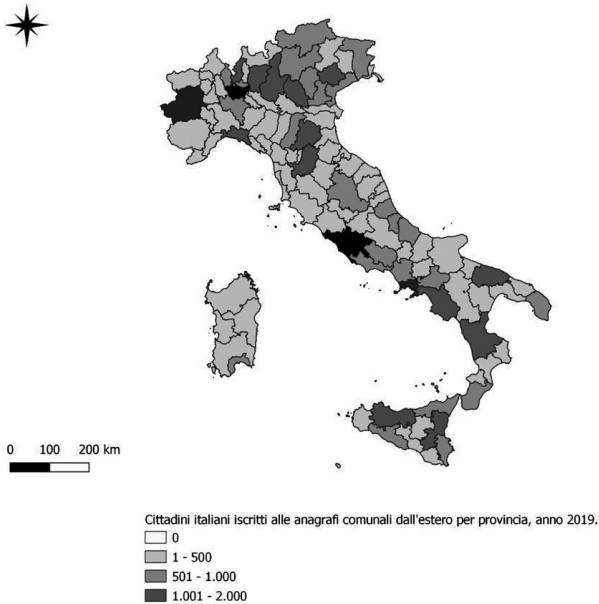 0 100 200 km
Cittadini italiani iscritti alle anagrafi comunali dall'estero per provincia, anno 2019.
0
1 - 500
501 - 1.000
1.001 - 2.000